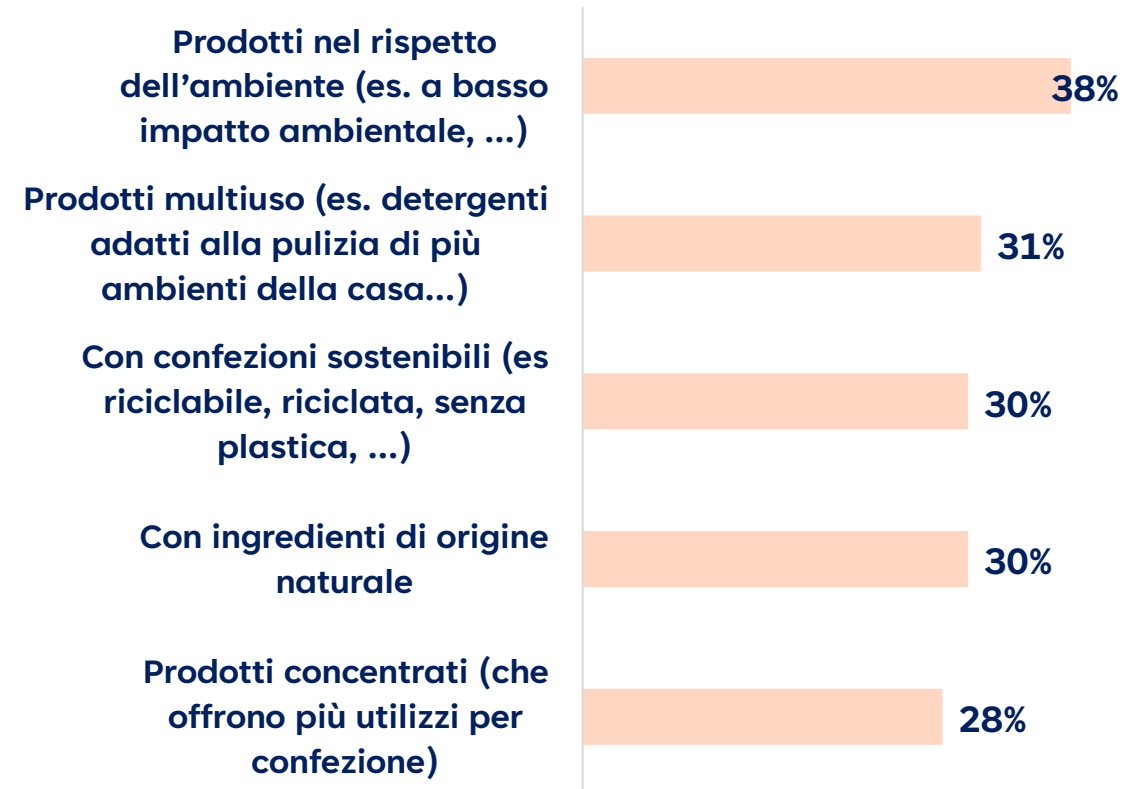 Prodotti nel rispetto
dell’ambiente (es. a basso
impatto ambientale, ...)
38%
Prodotti multiuso (es. detergenti
adatti alla pulizia di più
ambienti della casa...)
31%
Con confezioni sostenibili (es
riciclabile, riciclata, senza
plastica, ...)
30%
Con ingredienti di origine
naturale
30%
Prodotti concentrati (che
offrono più utilizzi per
confezione)
28%